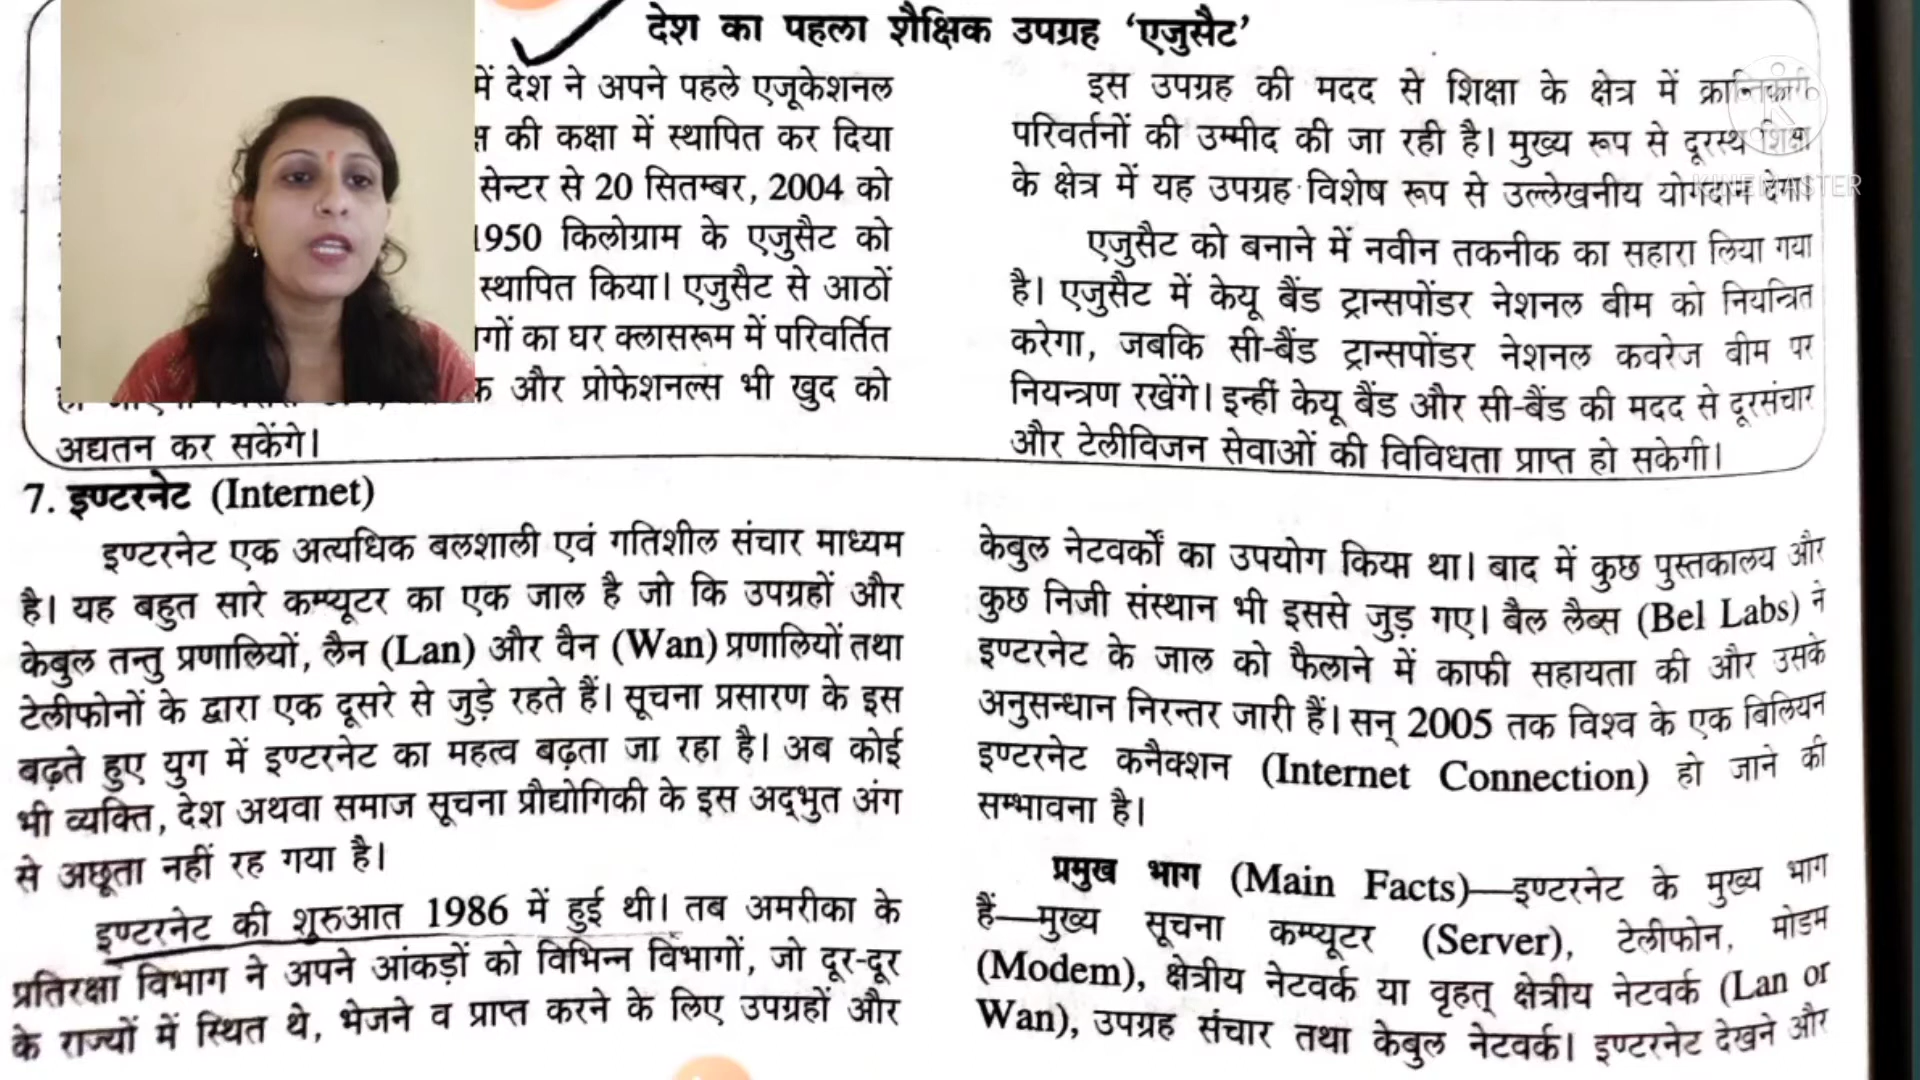 देश का पहला शैक्षिक उपग्रह ‘एजुसैट’
में देश ने अपने पहले एजूकेशनल
क्ष की कक्षा में स्थापित कर दिया
सेन्टर से 20 सितम्बर, 2004 को
1950 किलोग्राम के एजुसैट को
स्थापित किया। एजुसैट से आठों
का घर क्लासरूम में परिवर्तित
और प्रोफेशनल्स भी खुद को
अद्यतन कर सकेंगे।
इस उपग्रह की मदद से शिक्षा के क्षेत्र में क्रान्तिकारी
परिवर्तनों की उम्मीद की जा रही है। मुख्य रूप से दूरस्थ शिक्षा
के क्षेत्र में यह उपग्रह विशेष रूप से उल्लेखनीय योगदान देगा।
एजुसैट को बनाने में नवीन तकनीक का सहारा लिया गया
है। एजुसैट में केयू बैंड ट्रान्सपोंडर नेशनल बीम को नियन्त्रित
करेगा, जबकि सी-बैंड ट्रान्सपोंडर नेशनल कवरेज बीम पर
नियन्त्रण रखेंगे। इन्हीं केयू बैंड और सी-बैंड की मदद से दूरसंचार
और टेलीविजन सेवाओं की विविधता प्राप्त हो सकेगी।
KINEMASTER
7. इण्टरनेट (Internet)
इण्टरनेट एक अत्यधिक बलशाली एवं गतिशील संचार माध्यम
है। यह बहुत सारे कम्प्यूटर का एक जाल है जो कि उपग्रहों और
केबुल तन्तु प्रणालियों, लैन (Lan) और वैन (Wan) प्रणालियों तथा
टेलीफोनों के द्वारा एक दूसरे से जुड़े रहते हैं। सूचना प्रसारण के इस
बढ़ते हुए युग में इण्टरनेट का महत्व बढ़ता जा रहा है। अब कोई
भी व्यक्ति, देश अथवा समाज सूचना प्रौद्योगिकी के इस अद्भुत अंग
से अछूता नहीं रह गया है।
इण्टरनेट की शुरुआत 1986 में हुई थी। तब अमरीका के
प्रतिरक्षा विभाग ने अपने आंकड़ों को विभिन्न विभागों, जो दूर-दूर
के राज्यों में स्थित थे, भेजने व प्राप्त करने के लिए उपग्रहों और
केबुल नेटवर्कों का उपयोग किया था। बाद में कुछ पुस्तकालय और
कुछ निजी संस्थान भी इससे जुड़ गए। बैल लैब्स (Bel Labs) ने
इण्टरनेट के जाल को फैलाने में काफी सहायता की और उसके
अनुसन्धान निरन्तर जारी हैं। सन् 2005 तक विश्व के एक बिलियन
इण्टरनेट कनैक्शन (Internet Connection) हो जाने की
सम्भावना है।
प्रमुख भाग (Main Facts)—इण्टरनेट के मुख्य भाग
हैं—मुख्य सूचना कम्प्यूटर (Server), टेलीफोन, मोडम
(Modem), क्षेत्रीय नेटवर्क या वृहत् क्षेत्रीय नेटवर्क (Lan or
Wan), उपग्रह संचार तथा केबुल नेटवर्क। इण्टरनेट देखने और